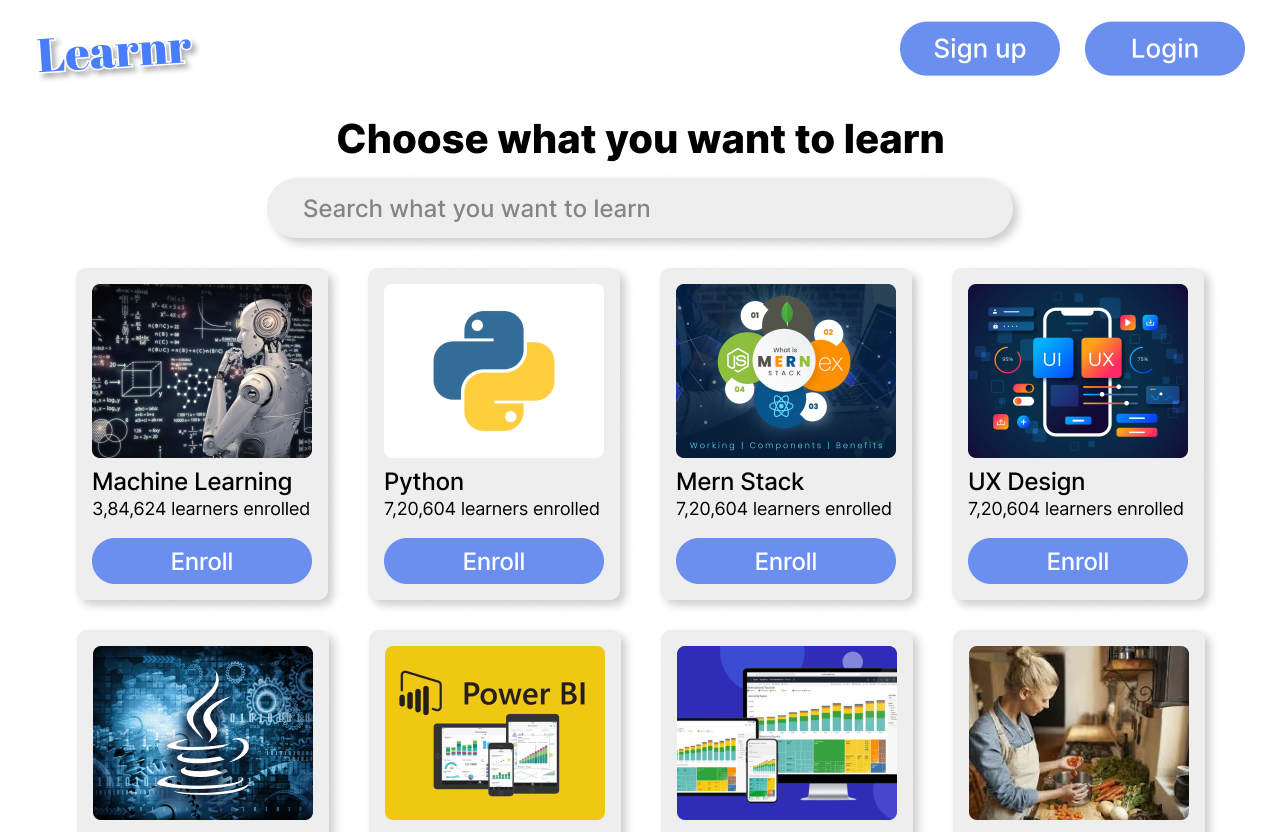 Learnr
Sign up
Login
Choose what you want to learn
Search what you want to learn
01
02
What is
MERN
STACK
JS
ex
04
03
Working | Components | Benefits
95%
UI
UX
75%
Machine Learning
Python
Mern Stack
UX Design
3,84,624 learners enrolled
7,20,604 learners enrolled
7,20,604 learners enrolled
7,20,604 learners enrolled
Enroll
Enroll
Enroll
Enroll
Power BI